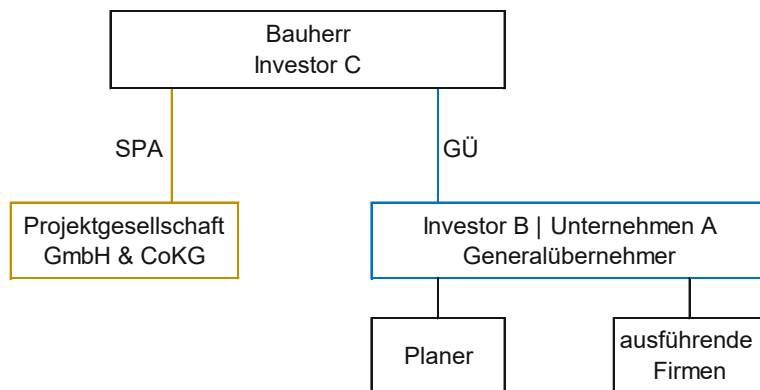 Bauherr
Investor C
SPA
GÜ
Projektgesellschaft
GmbH & CoKG
Investor B | Unternehmen A
Generalübernehmer
Planer
ausführende
Firmen